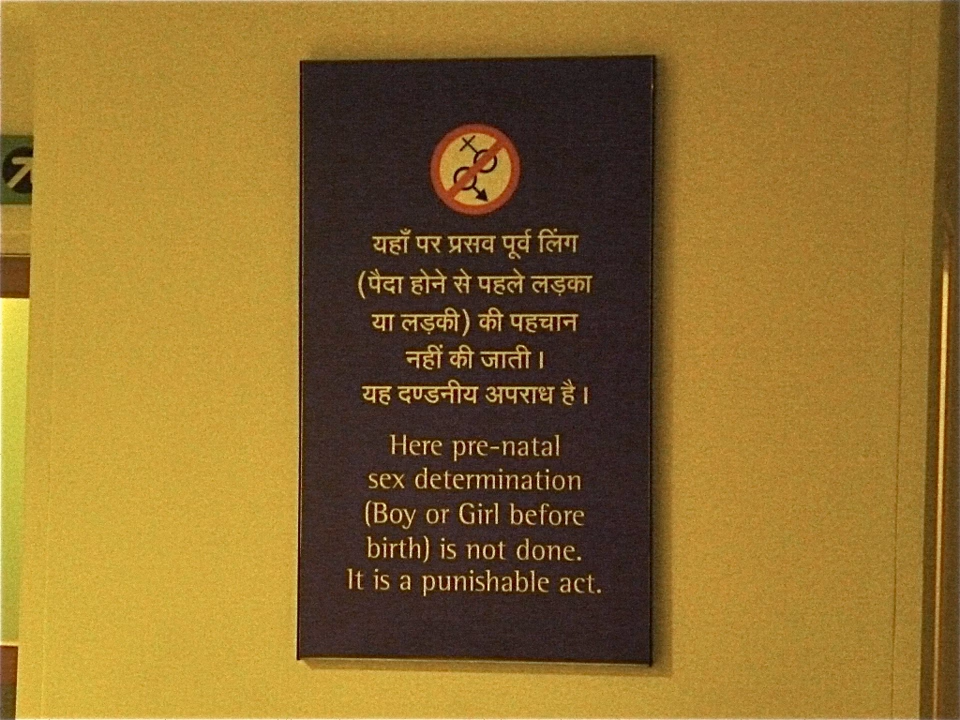 यहाँ पर प्रसव पूर्व लिंग
(पैदा होने से पहले लड़का
या लड़की) की पहचान
नहीं की जाती।
यह दण्डनीय अपराध है।
Here pre-natal
sex determination
(Boy or Girl before
birth) is not done.
It is a punishable act.